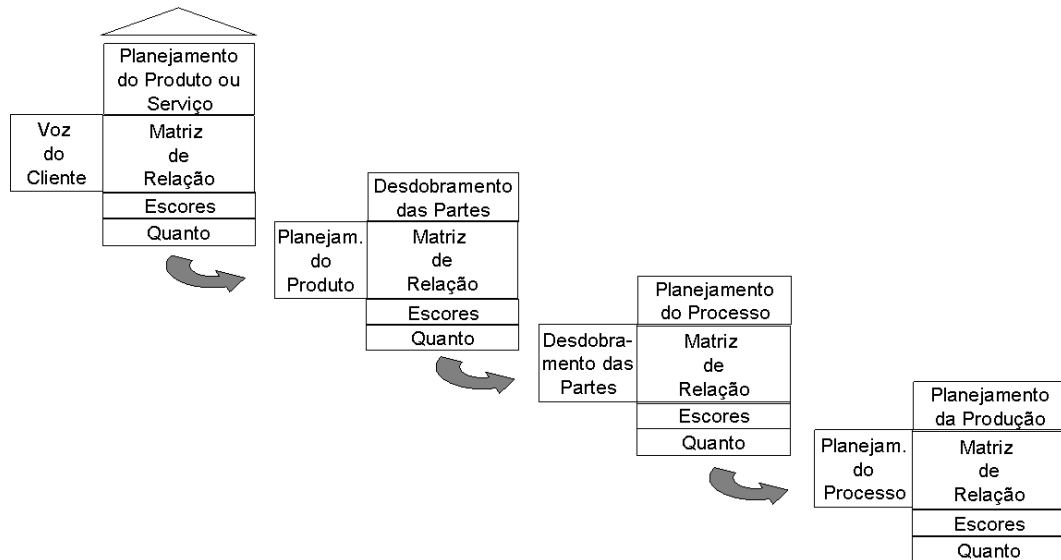 Planejamento
do Produto ou
Serviço
Voz
do
Cliente
Matriz
de
Relação
Escores
Quanto
Desdobramento
das Partes
Planejam.
do
Produto
Matriz
de
Relação
Escores
Quanto
Planejamento
do Processo
Desdobra-
mento das
Partes
Matriz
de
Relação
Escores
Quanto
Planejamento
da Produção
Planejam.
do
Processo
Matriz
de
Relação
Escores
Quanto